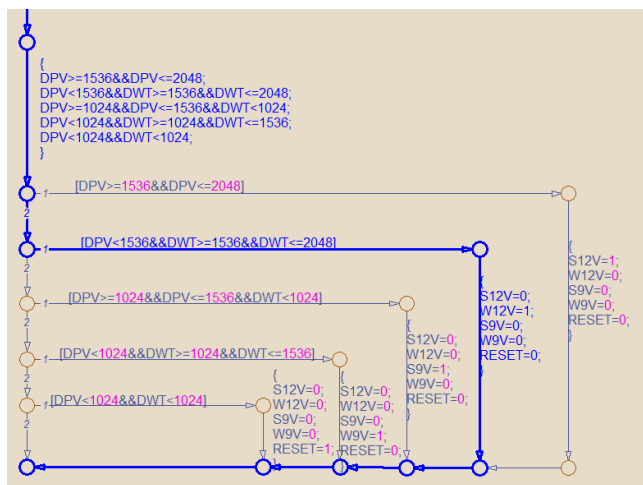 {
DPV>=1536&&DPV<=2048;
DPV<1536&&DWT>=1536&&DWT<=2048;
DPV>=1024&&DPV<=1536&&DWT<1024;
DPV<1024&&DWT>=1024&&DWT<=1536;
DPV<1024&&DWT<1024;
}
1
[DPV>=1536&&DPV<=2048]
2
1
[DPV<1536&&DWT>=1536&&DWT<=2048]
2
{
S12V=1;
W12V=0;
S9V=0;
W9V=0;
RESET=0;
}
{
S12V=0;
W12V=1;
S9V=0;
W9V=0;
RESET=0;
}
1
[DPV>=1024&&DPV<=1536&&DWT<1024]
2
{
S12V=0;
W12V=0;
S9V=1;
W9V=0;
RESET=0;
}
1
[DPV<1024&&DWT>=1024&&DWT<=1536]
2
{
S12V=0;
W12V=0;
S9V=0;
W9V=1;
RESET=0;
}
1
[DPV<1024&&DWT<1024]
2
{
S12V=0;
W12V=0;
S9V=0;
W9V=0;
RESET=1;
}